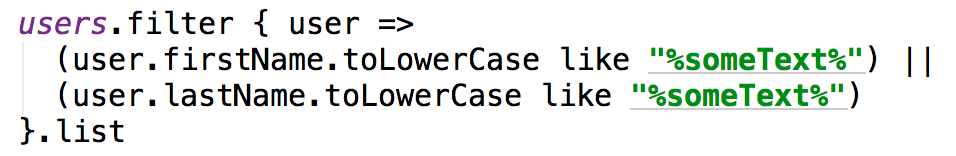 users.filter { user =>
(user.firstName.toLowerCase like "%someText%") ||
(user.lastName.toLowerCase like "%someText%")
}.list